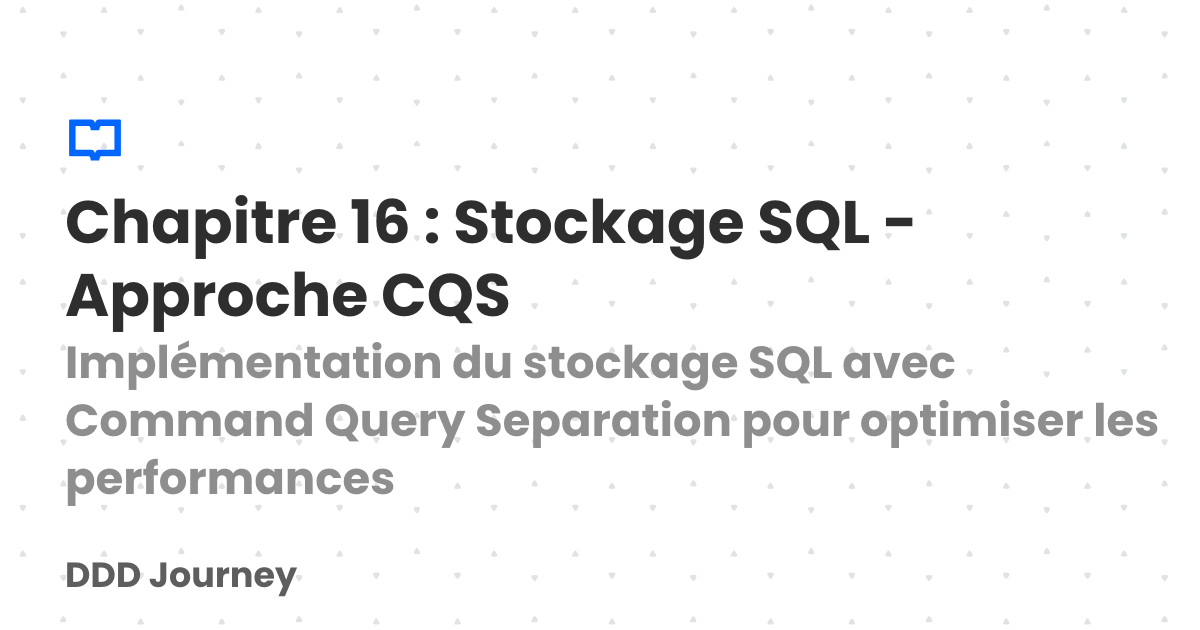 Chapitre 16 : Stockage SQL -
Approche CQS
Implémentation du stockage SQL avec
Command Query Separation pour optimiser les
performances
DDD Journey